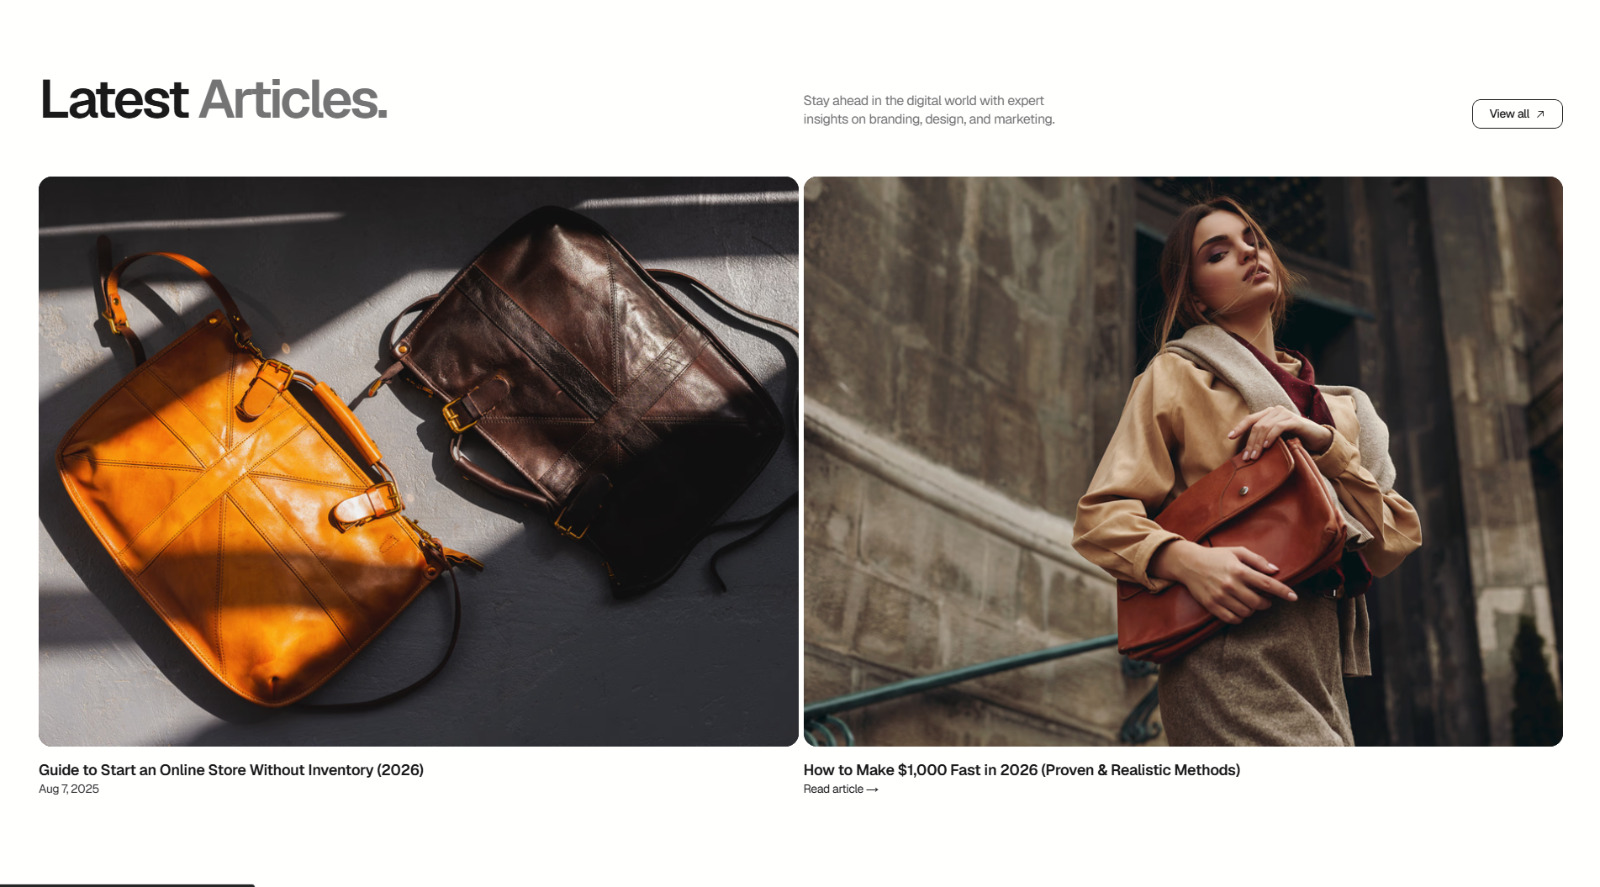 Latest Articles.
Stay ahead in the digital world with expert
insights on branding, design, and marketing.
View all ↗
Guide to Start an Online Store Without Inventory (2026)
Aug 7, 2025
How to Make $1,000 Fast in 2026 (Proven & Realistic Methods)
Read article →